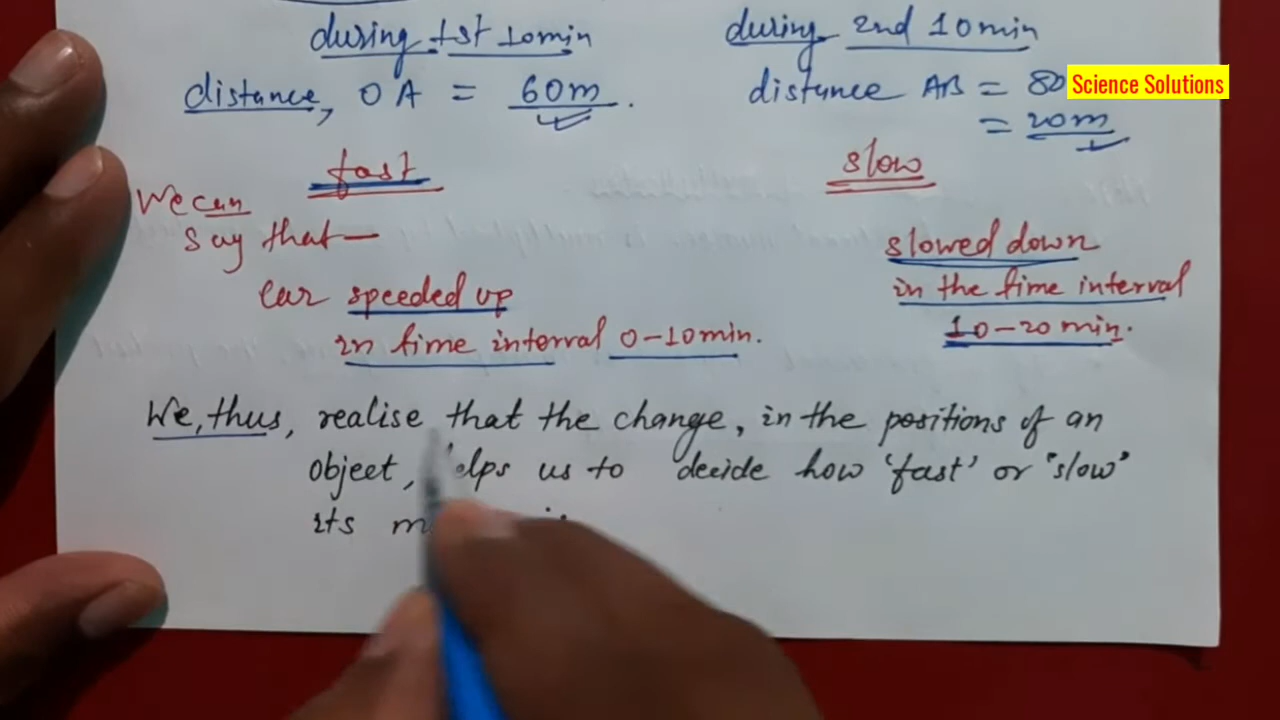 during 1st 10min
during 2nd 10min
distance, OA = 60m.
distance AB = 80
Science Solutions
= 20m
fast
slow
We can
say that—
car speeded up
in time interval 0-10min.
slowed down
in the time interval
10-20 min.
We, thus, realise that the change, in the positions of an
object, helps us to decide how 'fast' or "slow"
its